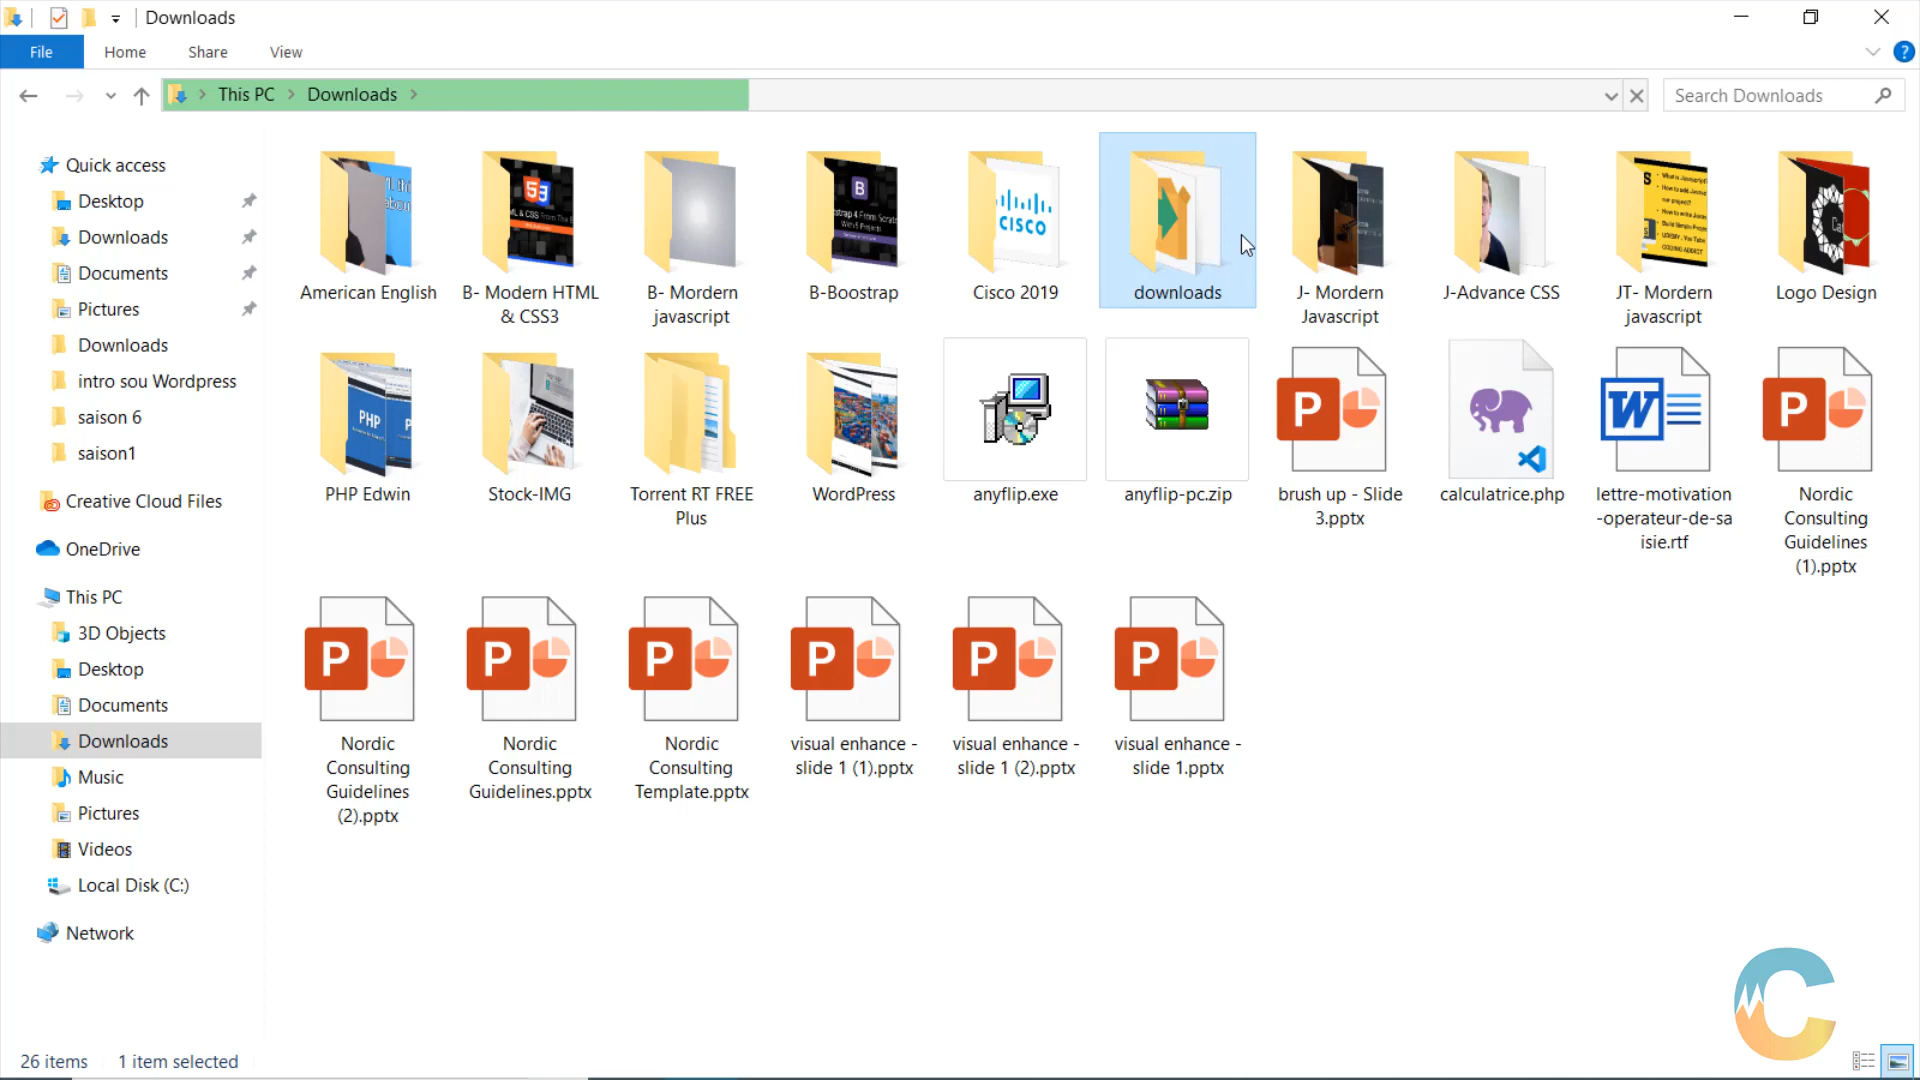 Downloads
File Home Share View
This PC Downloads
Search Downloads
Quick access
Desktop
Downloads
Documents
Pictures
Downloads
intro sou Wordpress
saison 6
saison1
Creative Cloud Files
OneDrive
This PC
3D Objects
Desktop
Documents
Downloads
Music
Pictures
Videos
Local Disk (C:)
Network
American English
B- Modern HTML
& CSS3
B- Mordern
javascript
B-Boostrap
CISCO
Cisco 2019
downloads
J- Mordern
Javascript
J-Advance CSS
JT- Mordern
javascript
Logo Design
PHP
PHP Edwin
Stock-IMG
Torrent RT FREE
Plus
WordPress
anyflip.exe
anyflip-pc.zip
brush up - Slide
3.pptx
calculatrice.php
lettre-motivation
-operateur-de-sa
isie.rtf
Nordic
Consulting
Guidelines
(1).pptx
Nordic
Consulting
Guidelines
(2).pptx
Nordic
Consulting
Guidelines.pptx
Nordic
Consulting
Template.pptx
visual enhance -
slide 1 (1).pptx
visual enhance -
slide 1 (2).pptx
visual enhance -
slide 1.pptx
26 items 1 item selected